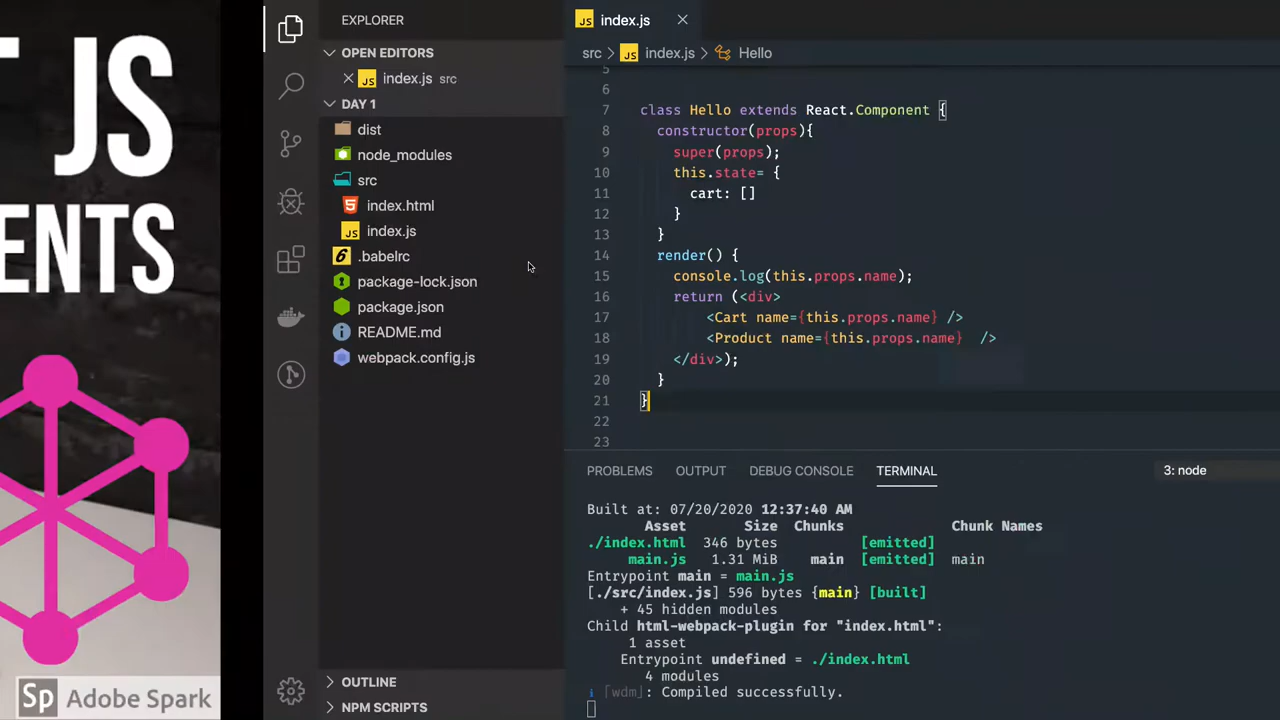 T JS
ENTS
Sp Adobe Spark
EXPLORER
OPEN EDITORS
JS index.js src
DAY 1
dist
node_modules
src
index.html
JS index.js
.babelrc
package-lock.json
package.json
README.md
webpack.config.js
OUTLINE
NPM SCRIPTS
JS index.js
src > JS index.js > Hello
5
6
7 class Hello extends React.Component {
8 constructor(props){
9 super(props);
10 this.state= {
11 cart: []
12 }
13 }
14 render() {
15 console.log(this.props.name);
16 return (<div>
17 <Cart name={this.props.name} />
18 <Product name={this.props.name} />
19 </div>);
20 }
21 }
22
23
PROBLEMS OUTPUT DEBUG CONSOLE TERMINAL 3: node
Built at: 07/20/2020 12:37:40 AM
Asset Size Chunks Chunk Names
./index.html 346 bytes [emitted]
main.js 1.31 MiB main [emitted] main
Entrypoint main = main.js
[./src/index.js] 596 bytes {main} [built]
+ 45 hidden modules
Child html-webpack-plugin for "index.html":
1 asset
Entrypoint undefined = ./index.html
4 modules
i ｢wdm｣: Compiled successfully.